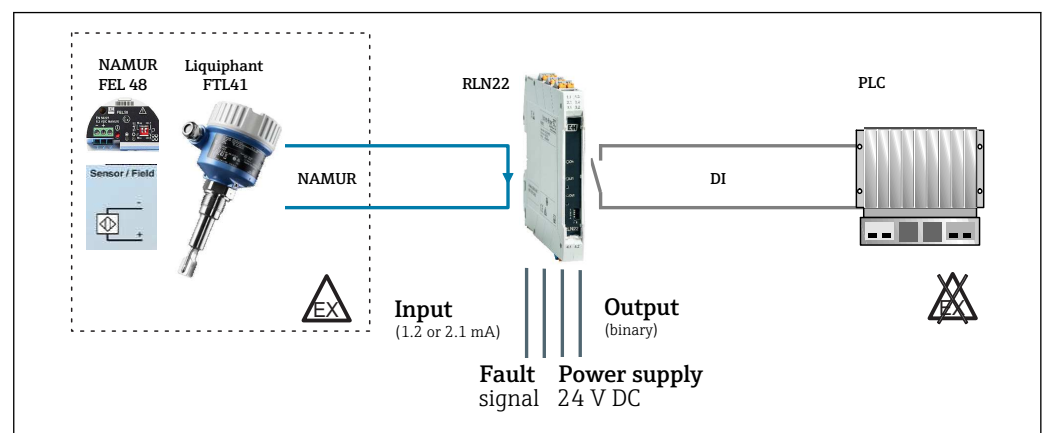 NAMUR
FEL 48
Liquiphant
FTL41
RLN22
PLC
Sensor / Field
-
+
NAMUR
DI
EX
EX
Input
(1.2 or 2.1 mA)
Output
(binary)
Fault
signal
Power supply
24 V DC
RLN22